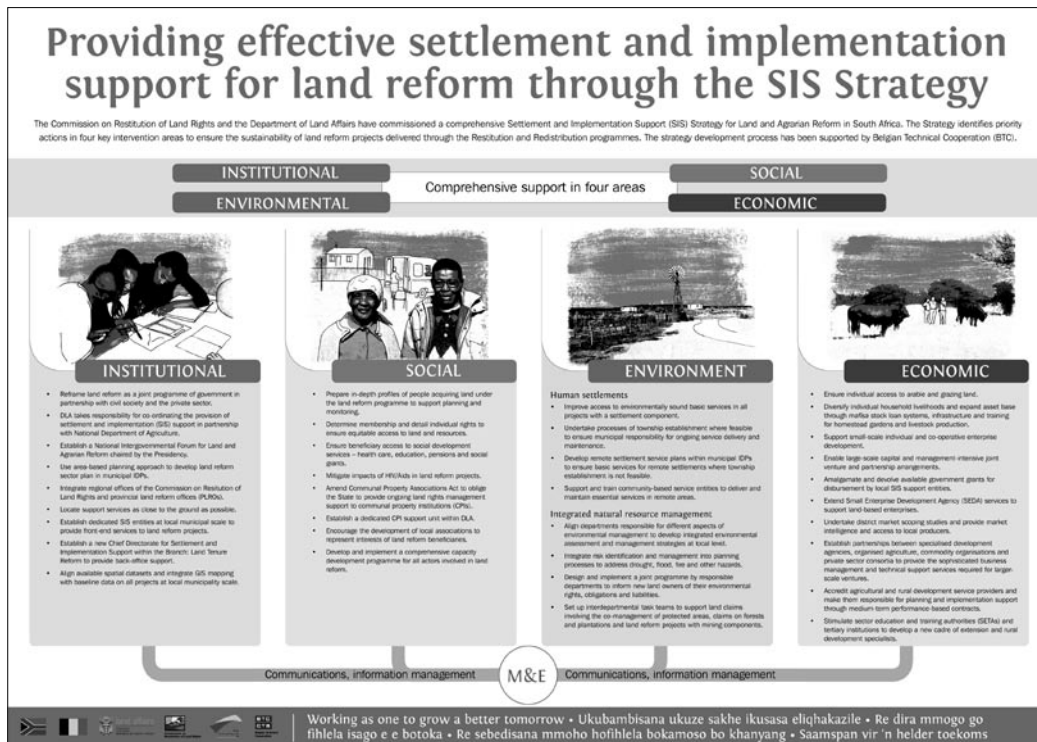 Providing effective settlement and implementation
support for land reform through the SIS Strategy
The Commission on Restitution of Land Rights and the Department of Land Affairs have commissioned a comprehensive Settlement and Implementation Support (SIS) Strategy for Land and Agrarian Reform in South Africa. The Strategy identifies priority
actions in four key intervention areas to ensure the sustainability of land reform projects delivered through the Restitution and Redistribution programmes. The strategy development process has been supported by Belgian Technical Cooperation (BTC).
INSTITUTIONAL
ENVIRONMENTAL
Comprehensive support in four areas
SOCIAL
ECONOMIC
INSTITUTIONAL
• Reframe land reform as a joint programme of government in
partnership with civil society and the private sector.
• DLA takes responsibility for co-ordinating the provision of
settlement and implementation (SIS) support in partnership
with National Department of Agriculture.
• Establish a National Intergovernmental Forum for Land and
Agrarian Reform chaired by the Presidency.
• Use area-based planning approach to develop land reform
sector plan in municipal IDPs.
• Integrate regional offices of the Commission on Restitution
of Land Rights and provincial land reform offices (PLROs).
• Locate support services as close to the ground as possible.
• Establish dedicated SIS entities at local municipal scale to
provide front-end services to land reform projects.
• Establish a new Chief Directorate for Settlement and
Implementation Support within the Branch: Land Tenure
Reform to provide back-office support.
• Align available spatial datasets and integrate GIS mapping
with baseline data on all projects at local municipality scale.
SOCIAL
• Prepare in-depth profiles of people acquiring land under
the land reform programme to support planning and
monitoring.
• Determine membership and detail individual rights to
ensure equitable access to land and resources.
• Ensure beneficiary access to social development
services – health care, education, pensions and social
grants.
• Mitigate impacts of HIV/Aids in land reform projects.
• Amend Communal Property Associations Act to oblige
the State to provide ongoing land rights management
support to communal property institutions (CPIs).
• Establish a dedicated CPI support unit within DLA.
• Encourage the development of local associations to
represent interests of land reform beneficiaries.
• Develop and implement a comprehensive capacity
development programme for all actors involved in land
reform.
ENVIRONMENT
Human settlements
• Improve access to environmentally sound basic services in all
projects with a settlement component.
• Undertake processes of township establishment where feasible
to ensure municipal responsibility for ongoing service delivery and
maintenance.
• Develop remote settlement service plans within municipal IDPs
to ensure basic services for remote settlements where township
establishment is not feasible.
• Support and train community-based service entities to deliver and
maintain essential services in remote areas.
Integrated natural resource management
• Align departments responsible for different aspects of
environmental management to develop integrated environmental
assessment and management strategies at local level.
• Integrate risk identification and management into planning
processes to address drought, flood, fire and other hazards.
• Design and implement a joint programme by responsible
departments to inform new land owners of their environmental
rights, obligations and liabilities.
• Set up interdepartmental task teams to support land claims
involving the co-management of protected areas, claims on forests
and plantations and land reform projects with mining components.
ECONOMIC
• Ensure individual access to arable and grazing land.
• Diversify individual household livelihoods and expand asset base
through mafisa stock loan systems, infrastructure and training
for homestead gardens and livestock production.
• Support small-scale individual and co-operative enterprise
development.
• Enable large-scale capital and management-intensive joint
venture and partnership arrangements.
• Amalgamate and devolve available government grants for
disbursement by local SIS support entities.
• Extend Small Enterprise Development Agency (SEDA) services to
support land-based enterprises.
• Undertake district market scoping studies and provide market
intelligence and access to local producers.
• Establish partnerships between specialised development
agencies, organised agriculture, commodity organisations and
private sector consortia to provide the sophisticated business
management and technical support services required for larger-
scale ventures.
• Accredit agricultural and rural development service providers and
make them responsible for planning and implementation support
through medium-term performance-based contracts.
• Stimulate sector education and training authorities (SETAs) and
tertiary institutions to develop a new cadre of extension and rural
development specialists.
Communications, information management
M&E
Communications, information management
land affairs
Working as one to grow a better tomorrow • Ukubambisana ukuze sakhe ikusasa eliqhakazile • Re dira mmogo go
fihlela isago e e botoka • Re sebedisana mmoho hofihlela bokamoso bo khanyang • Saamspan vir 'n helder toekoms